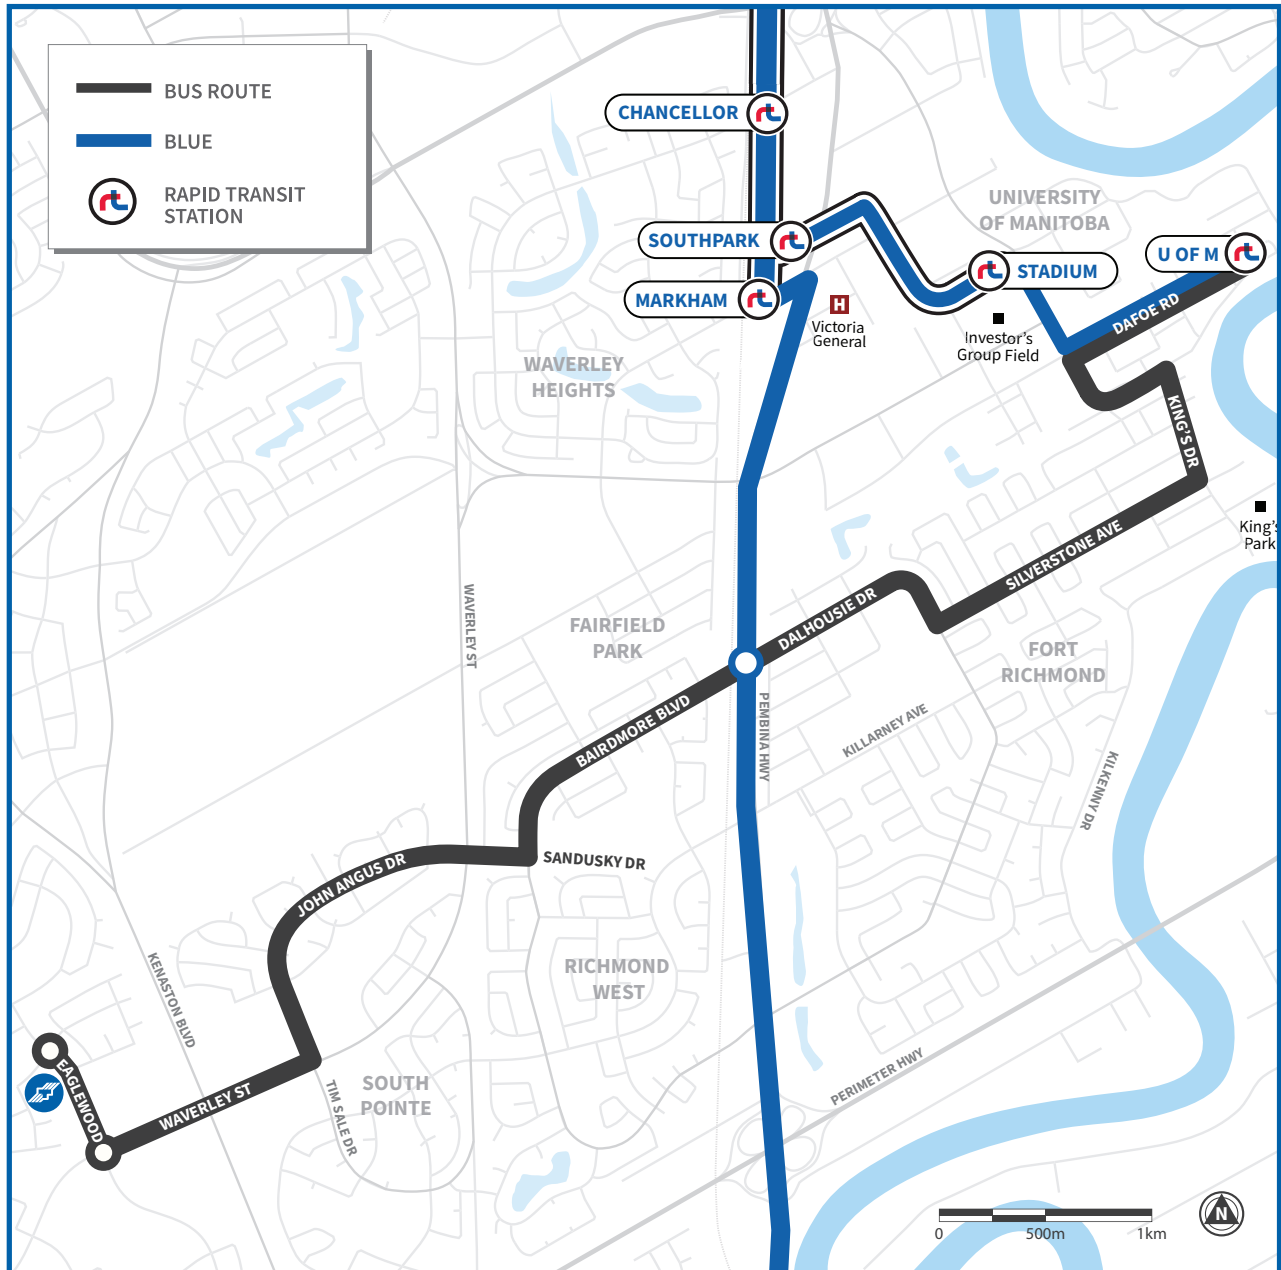 BUS ROUTE
BLUE
RAPID TRANSIT
STATION
CHANCELLOR
SOUTHPARK
MARKHAM
STADIUM
U OF M
UNIVERSITY
OF MANITOBA
DAFOE RD
H
Victoria
General
Investor's
Group Field
WAVERLEY
HEIGHTS
KING'S DR
King's
Park
SILVERSTONE AVE
WAVERLEY ST
FAIRFIELD
PARK
DALHOUSIE DR
FORT
RICHMOND
BAIRDMORE BLVD
PEMBINA HWY
KILLARNEY AVE
KILKENNY DR
SANDUSKY DR
JOHN ANGUS DR
RICHMOND
WEST
KENASTON BLVD
EAGLEWOOD
WAVERLEY ST
TIM SALE DR
SOUTH
POINTE
PERIMETER HWY
0 500m 1km
N